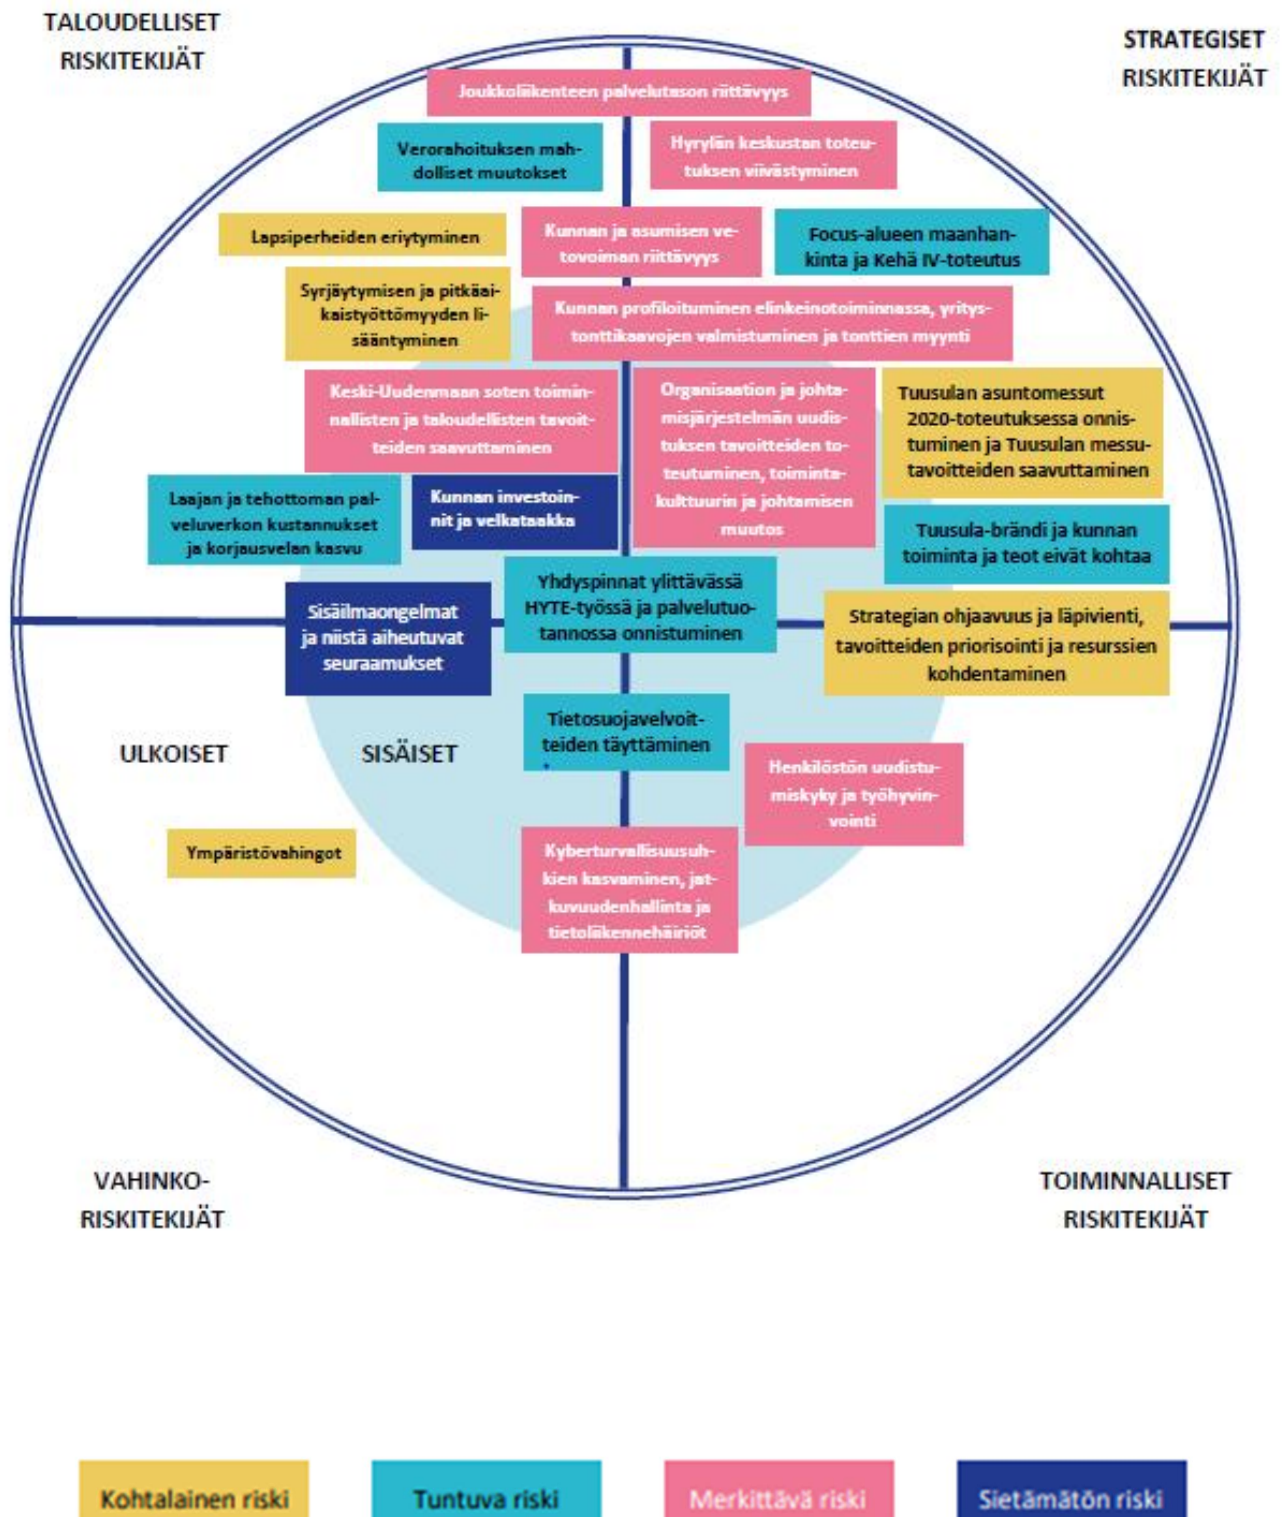 TALOUDELLISET
RISKITEKIJÄT
STRATEGISET
RISKITEKIJÄT
Joukkoliikenteen palvelutason riittävyys
Verorahoituksen mah-
dolliset muutokset
Hyrylän keskustan toteu-
tuksen viivästyminen
Lapsiperheiden eriytyminen
Kunnan ja asumisen ve-
tovoiman riittävyys
Focus-alueen maanhan-
kinta ja Kehä IV-toteutus
Syrjäytymisen ja pitkäai-
kaistyöttömyyden li-
sääntyminen
Kunnan profiloituminen elinkeinotoiminnassa, yritys-
tonttikaavojen valmistuminen ja tonttien myynti
Keski-Uudenmaan soten toimin-
nallisten ja taloudellisten tavoit-
teiden saavuttaminen
Organisaation ja johta-
misjärjestelmän uudis-
tuksen tavoitteiden to-
teutuminen, toiminta-
kulttuurin ja johtamisen
muutos
Tuusulan asuntomessut
2020-toteutuksessa onnis-
tuminen ja Tuusulan messu-
tavoitteiden saavuttaminen
Laajan ja tehottoman pal-
veluverkon kustannukset
ja korjausvelan kasvu
Kunnan investoin-
nit ja velkataakka
Tuusula-brändi ja kunnan
toiminta ja teot eivät kohtaa
Sisäilmaongelmat
ja niistä aiheutuvat
seuraamukset
Yhdyspinnat ylittävässä
HYTE-työssä ja palvelutuo-
tannossa onnistuminen
Strategian ohjaavuus ja läpivienti,
tavoitteiden priorisointi ja resurssien
kohdentaminen
ULKOISET
SISÄISET
Tietosuojavelvoit-
teiden täyttäminen
Henkilöstön uudistu-
miskyky ja työhyvin-
vointi
Ympäristövahingot
Kyberturvallisuusuh-
kien kasvaminen, jat-
kuvuudenhallinta ja
tietoliikennehäiriöt
VAHINKO-
RISKITEKIJÄT
TOIMINNALLISET
RISKITEKIJÄT
Kohtalainen riski
Tuntuva riski
Merkittävä riski
Sietämätön riski